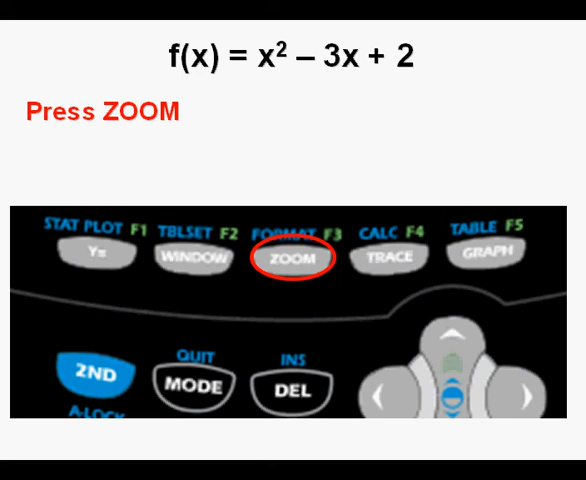 f(x) = x² – 3x + 2
Press ZOOM
STAT PLOT F1 TBLSET F2 FORMAT F3 CALC F4 TABLE F5
Y= WINDOW ZOOM TRACE GRAPH
QUIT INS
2ND MODE DEL
A-LOCK